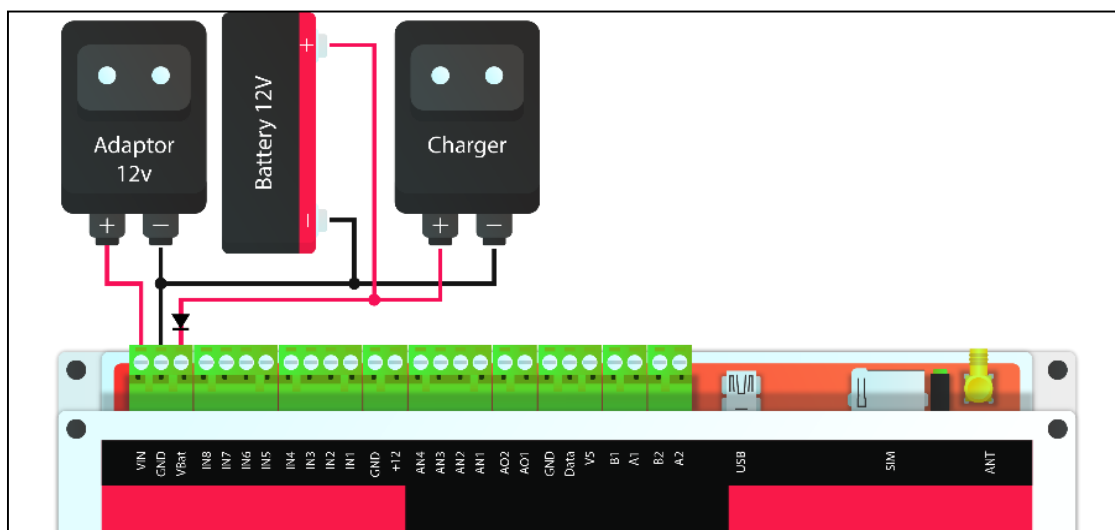 Adaptor
12v
+ −
Battery 12V
+
−
Charger
+ −
VIN
GND
VBat
IN8
IN7
IN6
IN5
IN4
IN3
IN2
IN1
GND
+12
AN4
AN3
AN2
AN1
AO2
AO1
GND
Data
V5
B1
A1
B2
A2
USB
SIM
ANT